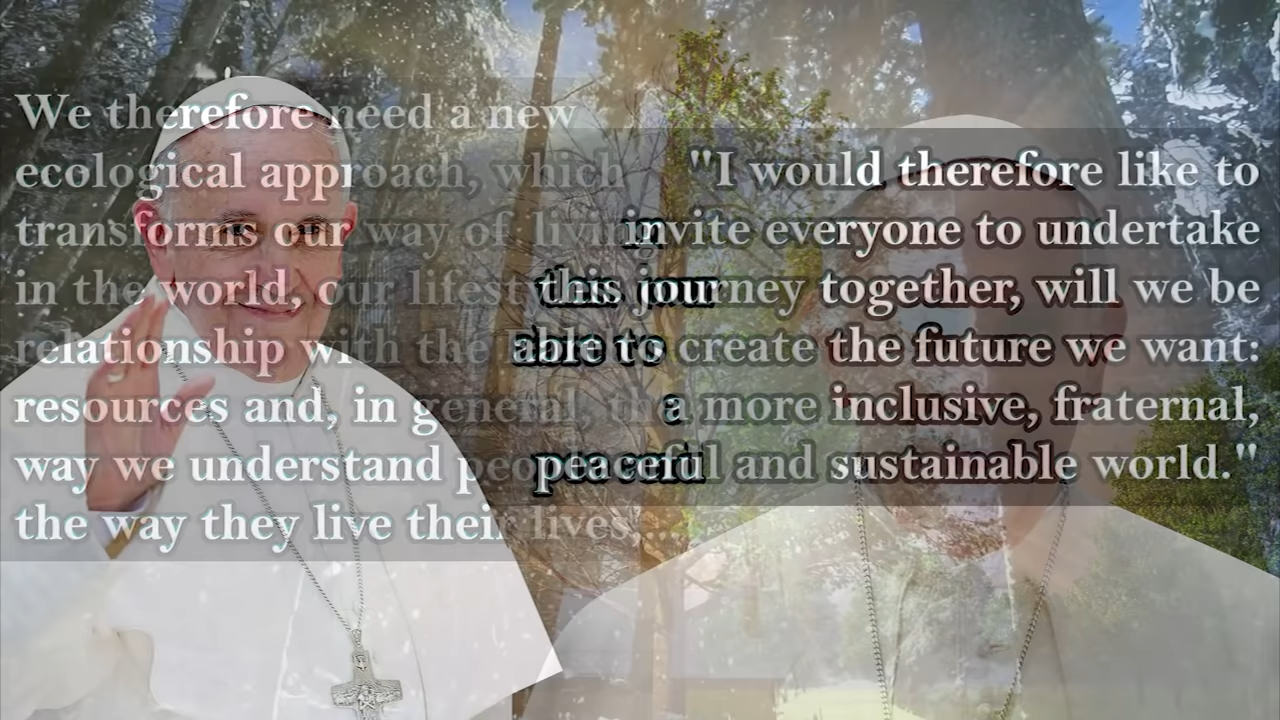 We therefore need a new
ecological approach, which
transforms our way of living
in the world, our
relationship with the
resources and, in general, the
way we understand
the way they live their lives...
"I would therefore like to
invite everyone to undertake
this journey together, will we be
able to create the future we want:
a more inclusive, fraternal,
peaceful and sustainable world."